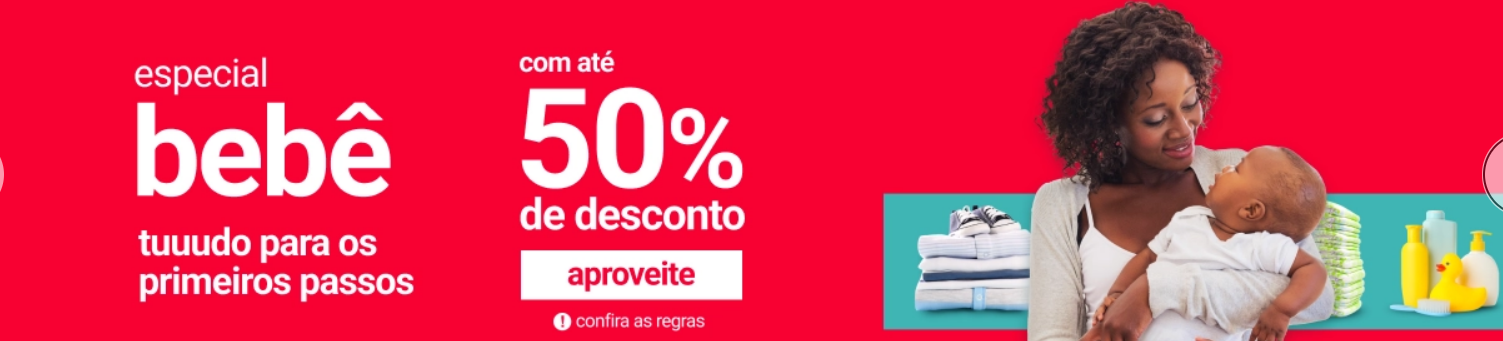 especial
bebê
tuuudo para os
primeiros passos
com até
50%
de desconto
aproveite
! confira as regras